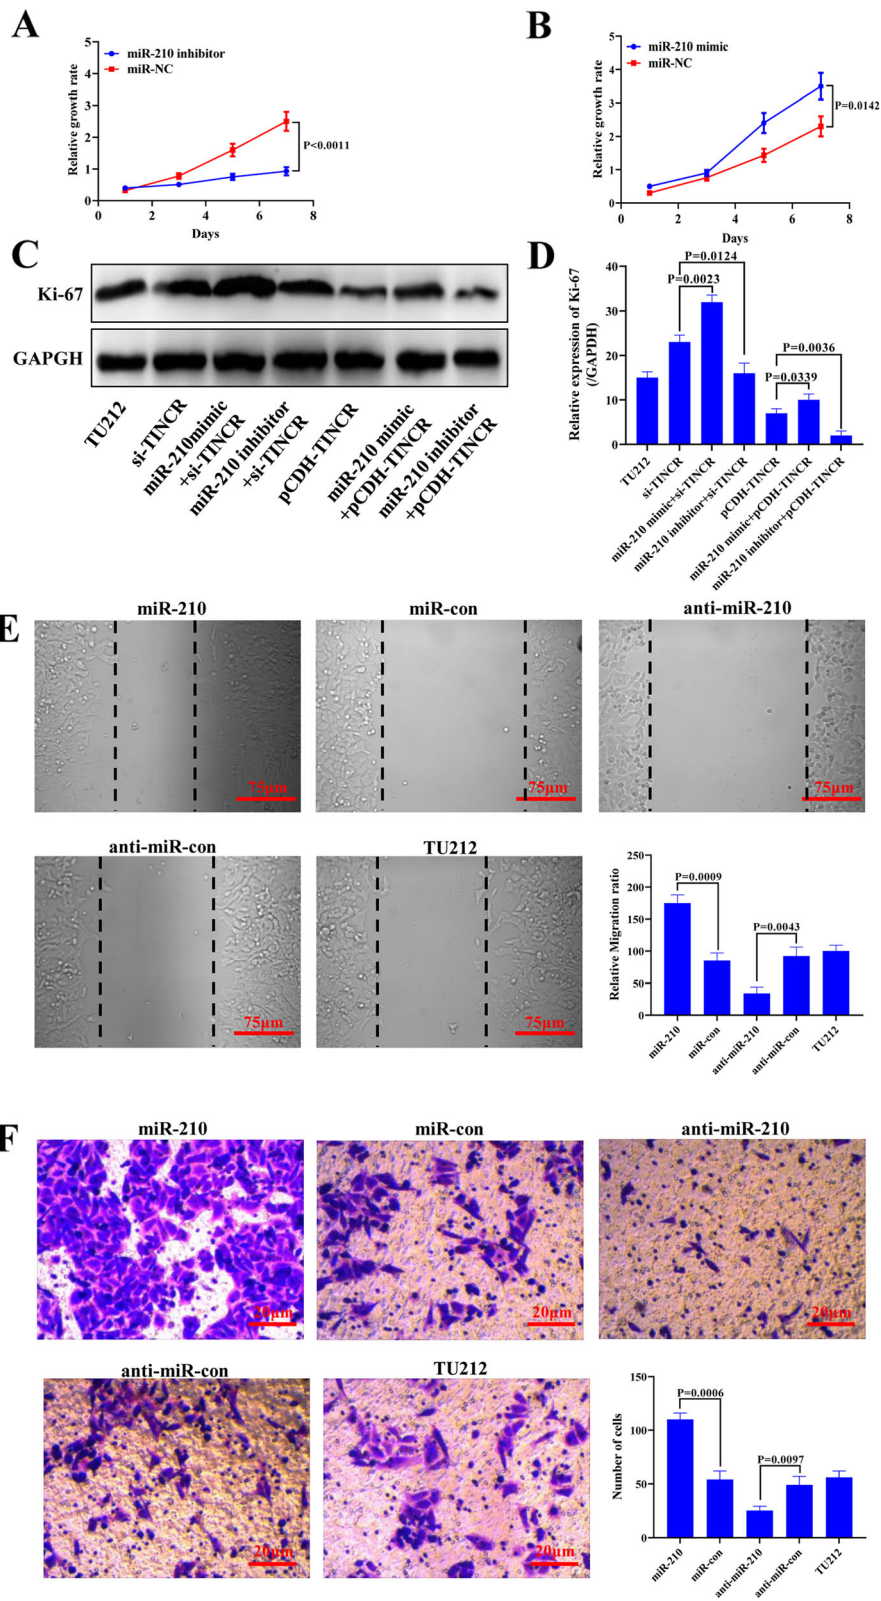 A
5
4
3
2
1
0
0
2
4
6
8
Relative growth rate
Days
miR-210 inhibitor
miR-NC
P<0.0011
B
5
4
3
2
1
0
0
2
4
6
8
Relative growth rate
Days
miR-210 mimic
miR-NC
P=0.0142
C
Ki-67
GAPGH
TU212
si-TINCR
miR-210mimic
+si-TINCR
miR-210 inhibitor
+si-TINCR
pCDH-TINCR
miR-210 mimic
+pCDH-TINCR
miR-210 inhibitor
+pCDH-TINCR
D
Relative expression of Ki-67
(/GAPDH)
40
30
20
10
0
P=0.0124
P=0.0023
P=0.0036
P=0.0339
TU212
si-TINCR
miR-210 mimic+si-TINCR
miR-210 inhibitor+si-TINCR
pCDH-TINCR
miR-210 mimic+pCDH-TINCR
miR-210 inhibitor+pCDH-TINCR
E
miR-210
75μm
miR-con
75μm
anti-miR-210
75μm
anti-miR-con
75μm
TU212
75μm
Relative Migration ratio
250
200
150
100
50
0
P=0.0009
P=0.0043
miR-210
miR-con
anti-miR-210
anti-miR-con
TU212
F
miR-210
20μm
miR-con
20μm
anti-miR-210
20μm
anti-miR-con
20μm
TU212
20μm
Number of cells
150
100
50
0
P=0.0006
P=0.0097
miR-210
miR-con
anti-miR-210
anti-miR-con
TU212